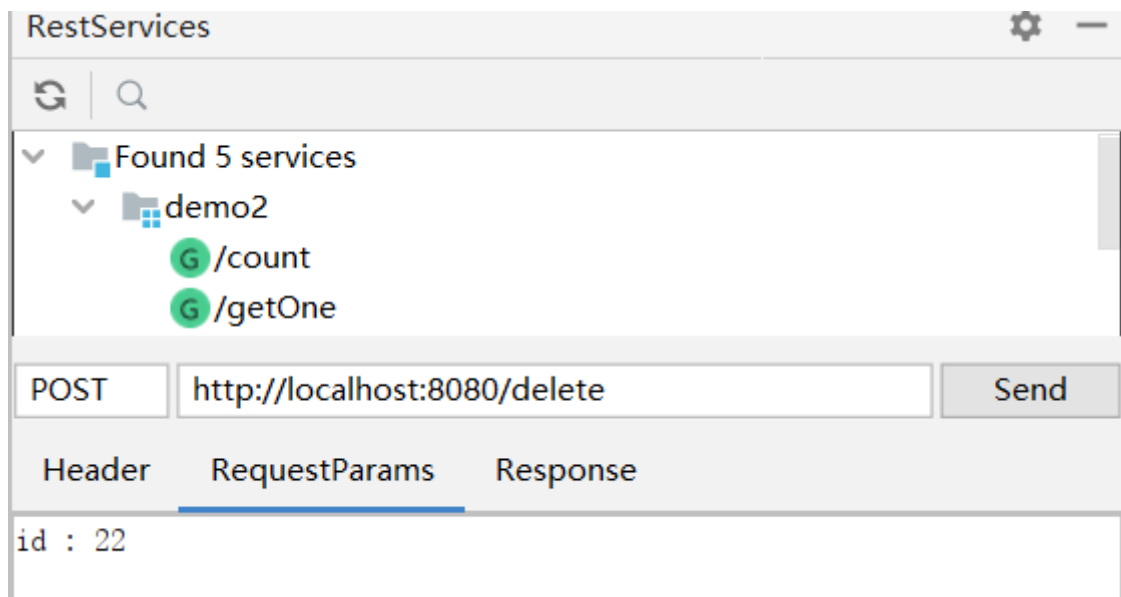 RestServices
Found 5 services
demo2
G /count
G /getOne
POST http://localhost:8080/delete Send
Header RequestParams Response
id : 22